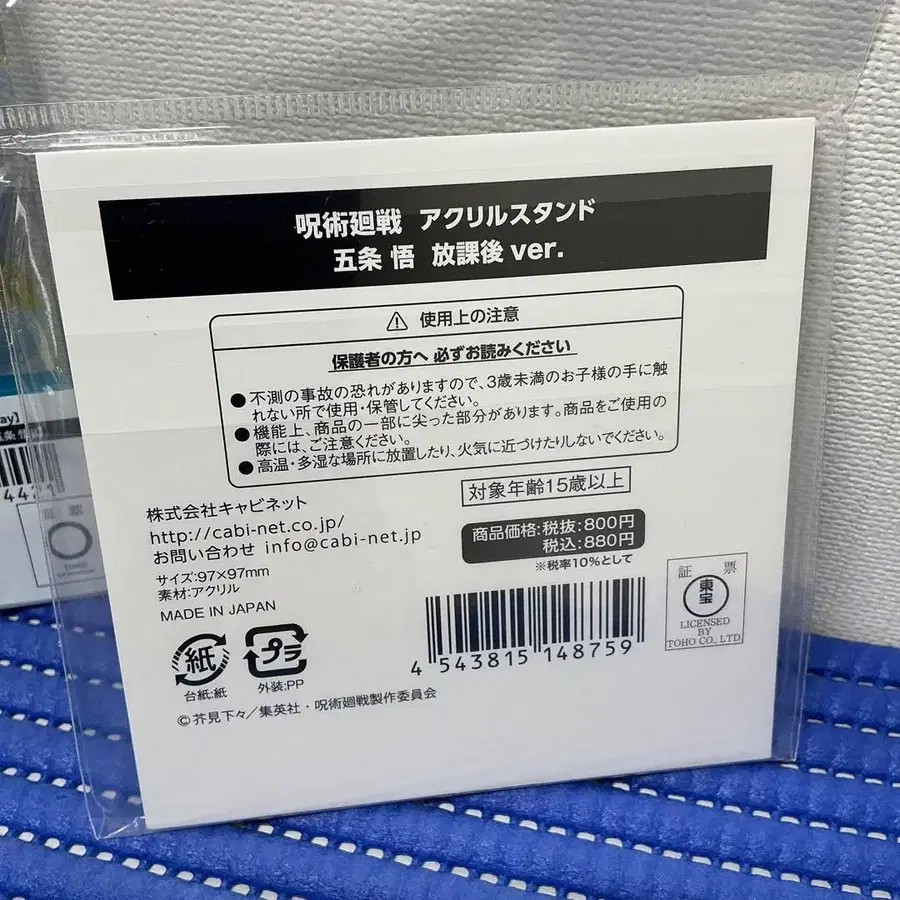 呪術廻戦 アクリルスタンド
五条 悟 放課後 ver.
使用上の注意
保護者の方へ 必ずお読みください
●不測の事故の恐れがありますので、3歳未満のお子様の手に触
れない所で使用・保管してください。
●機能上、商品の一部に尖った部分があります。商品をご使用の
際には、ご注意ください。
●高温・多湿な場所に放置したり、火気に近づけたりしないでください。
対象年齢15歳以上
株式会社キャビネット
http://cabi-net.co.jp/
お問い合わせ info@cabi-net.jp
サイズ:97×97mm
素材:アクリル
MADE IN JAPAN
商品価格:税抜:800円
税込:880円
※税率10%として
紙
台紙:紙
プラ
外装:PP
4 543815 148759
証 票
東宝
LICENSED
BY
TOHO CO., LTD.
©芥見下々／集英社・呪術廻戦製作委員会
ay]